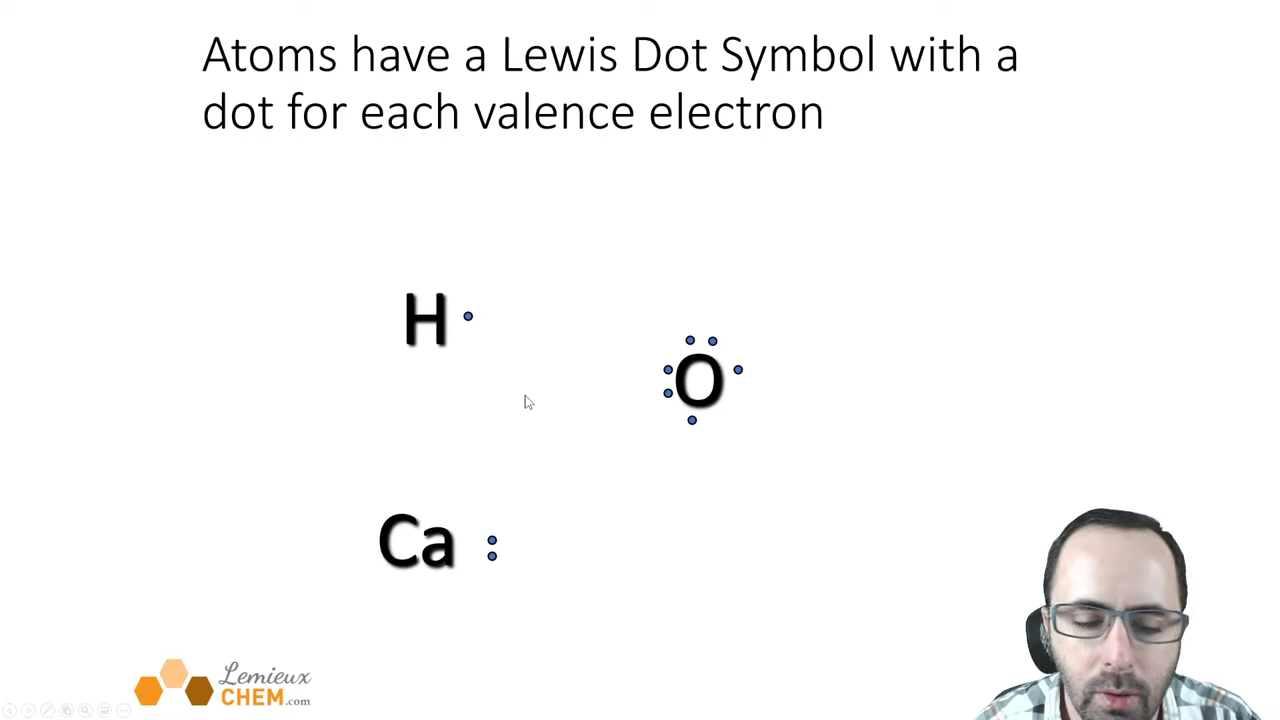 Atoms have a Lewis Dot Symbol with a
dot for each valence electron
H
O
Ca
Lemieux
CHEM.com